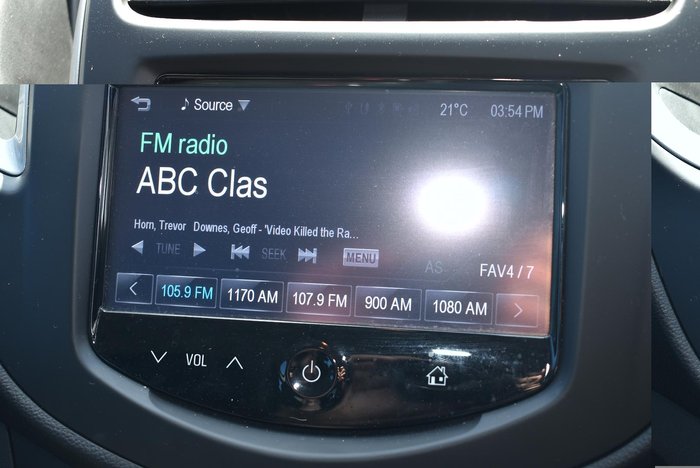 Source
21°C
03:54 PM
FM radio
ABC Clas
Horn, Trevor Downes, Geoff - 'Video Killed the Ra...
TUNE
SEEK
MENU
AS
FAV4 / 7
105.9 FM
1170 AM
107.9 FM
900 AM
1080 AM
VOL